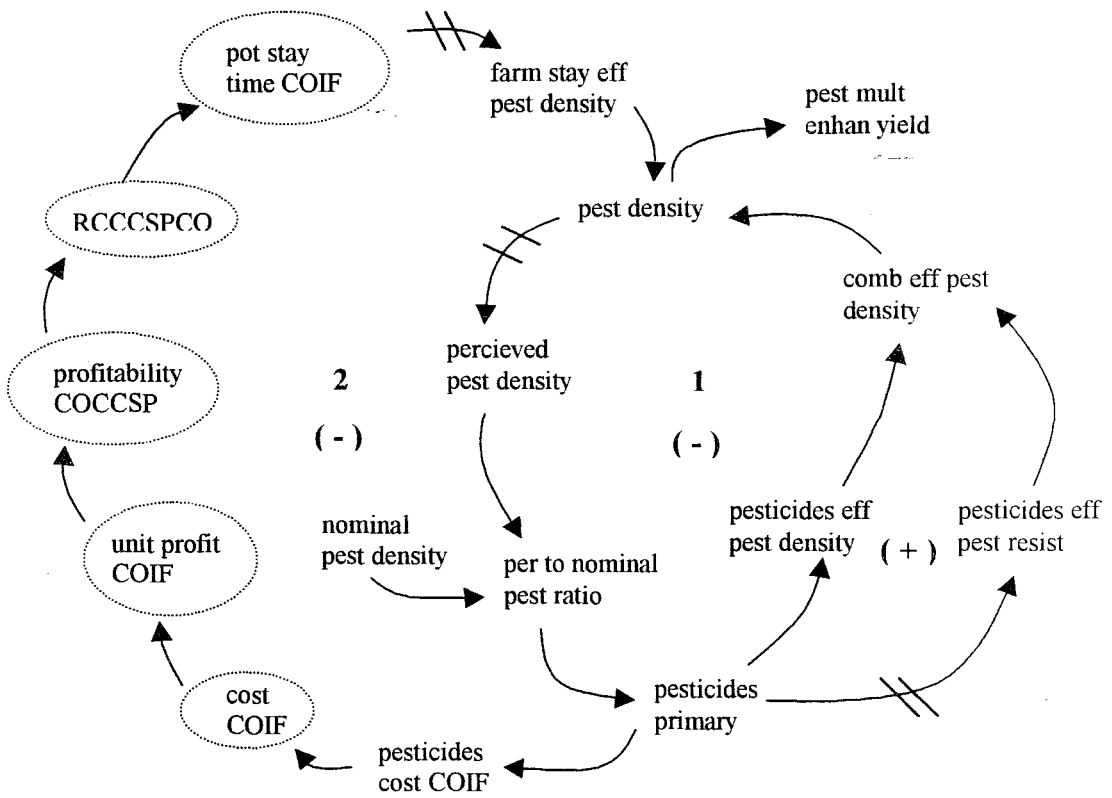 pot stay
time COIF
farm stay eff
pest density
pest mult
enhan yield
RCCCSPCO
pest density
comb eff pest
density
percieved
pest density
profitability
COCCSP
2
( - )
1
( - )
nominal
pest density
pesticides eff
pest density
( + )
pesticides eff
pest resist
unit profit
COIF
per to nominal
pest ratio
cost
COIF
pesticides
primary
pesticides
cost COIF